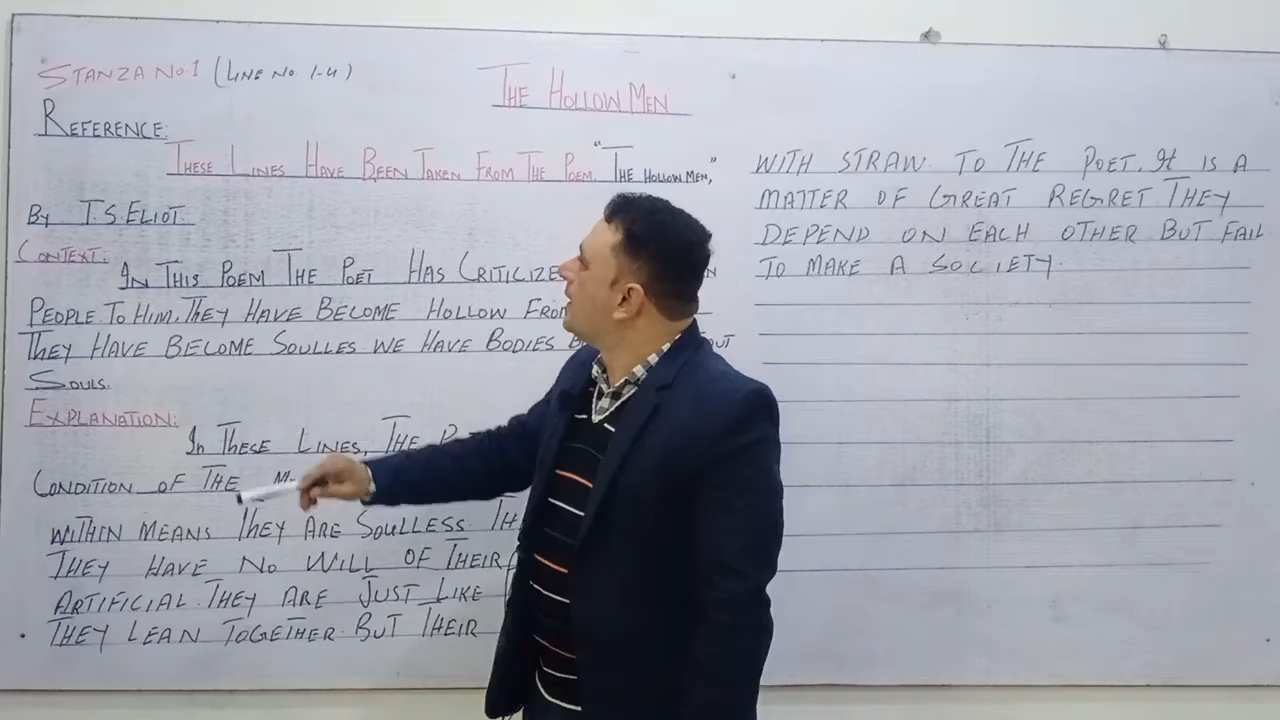 STANZA NO.1 (LINE NO. 1-4)
THE HOLLOW MEN
REFERENCE:
THESE LINES HAVE BEEN TAKEN FROM THE POEM. "THE HOLLOW MEN,"
BY T.S. ELIOT.
CONTEXT:
IN THIS POEM THE POET HAS CRITICIZE
PEOPLE. TO HIM, THEY HAVE BECOME HOLLOW FROM
THEY HAVE BECOME SOULLES WE HAVE BODIES
SOULS.
EXPLANATION:
IN THESE LINES, THE
CONDITION OF THE
WITHIN MEANS THEY ARE SOULLESS.
THEY HAVE NO WILL OF THEIR
ARTIFICIAL. THEY ARE JUST LIKE
THEY LEAN TOGETHER. BUT THEIR
WITH STRAW. TO THE POET. It IS A
MATTER OF GREAT REGRET THEY
DEPEND ON EACH OTHER BUT FAIL
TO MAKE A SOCIETY.